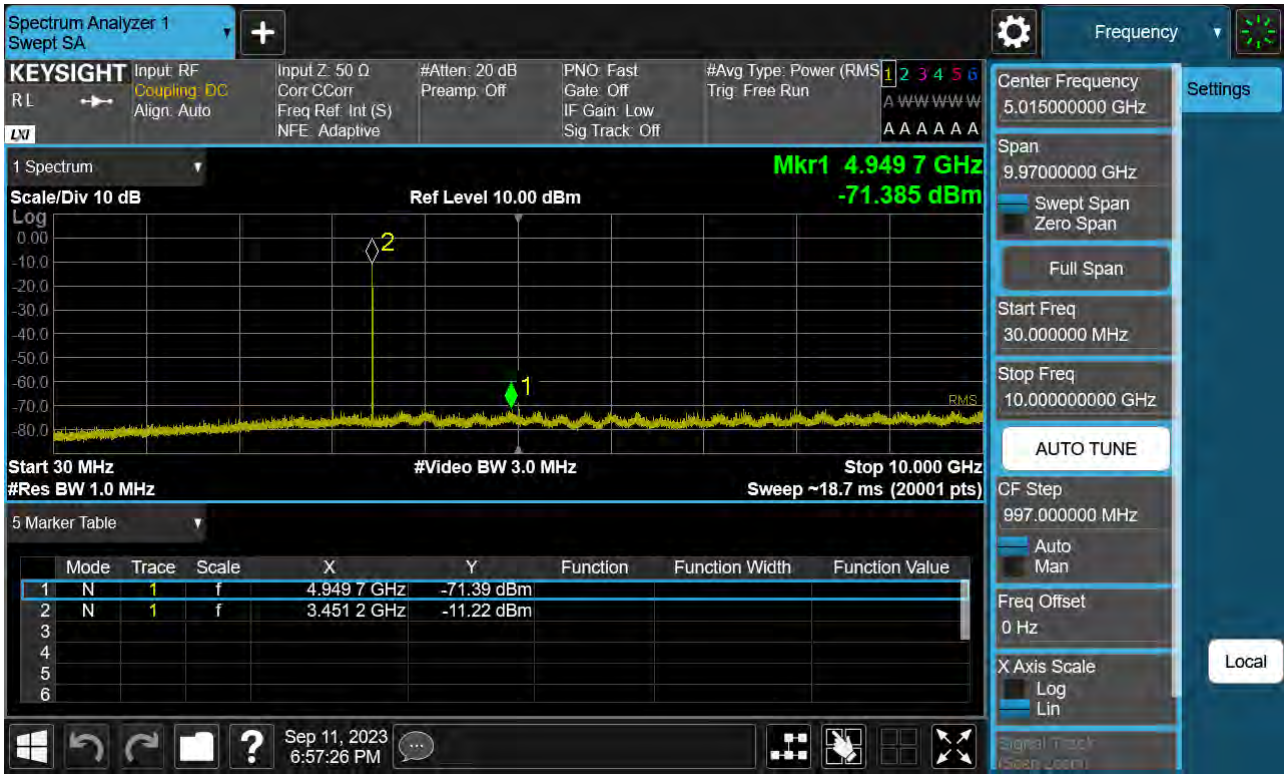 Spectrum Analyzer 1
Swept SA
+
Frequency
KEYSIGHT
RL
LXI
Input: RF
Coupling: DC
Align: Auto
Input Z: 50 Ω
Corr CCorr
Freq Ref: Int (S)
NFE: Adaptive
#Atten: 20 dB
Preamp: Off
PNO: Fast
Gate: Off
IF Gain: Low
Sig Track: Off
#Avg Type: Power (RMS
Trig: Free Run
1 2 3 4 5 6
A W W W W W
A A A A A A
1 Spectrum
Mkr1 4.949 7 GHz
-71.385 dBm
Scale/Div 10 dB
Ref Level 10.00 dBm
Log
0.00
-10.0
-20.0
-30.0
-40.0
-50.0
-60.0
-70.0
-80.0
2
1
RMS
Start 30 MHz
#Video BW 3.0 MHz
Stop 10.000 GHz
#Res BW 1.0 MHz
Sweep ~18.7 ms (20001 pts)
5 Marker Table
Mode Trace Scale X Y Function Function Width Function Value
1 N 1 f 4.949 7 GHz -71.39 dBm
2 N 1 f 3.451 2 GHz -11.22 dBm
3
4
5
6
Sep 11, 2023
6:57:26 PM
?
Center Frequency
5.015000000 GHz
Settings
Span
9.97000000 GHz
Swept Span
Zero Span
Full Span
Start Freq
30.000000 MHz
Stop Freq
10.000000000 GHz
AUTO TUNE
CF Step
997.000000 MHz
Auto
Man
Freq Offset
0 Hz
X Axis Scale
Log
Lin
Local
Signal Track
(Span Zoom)